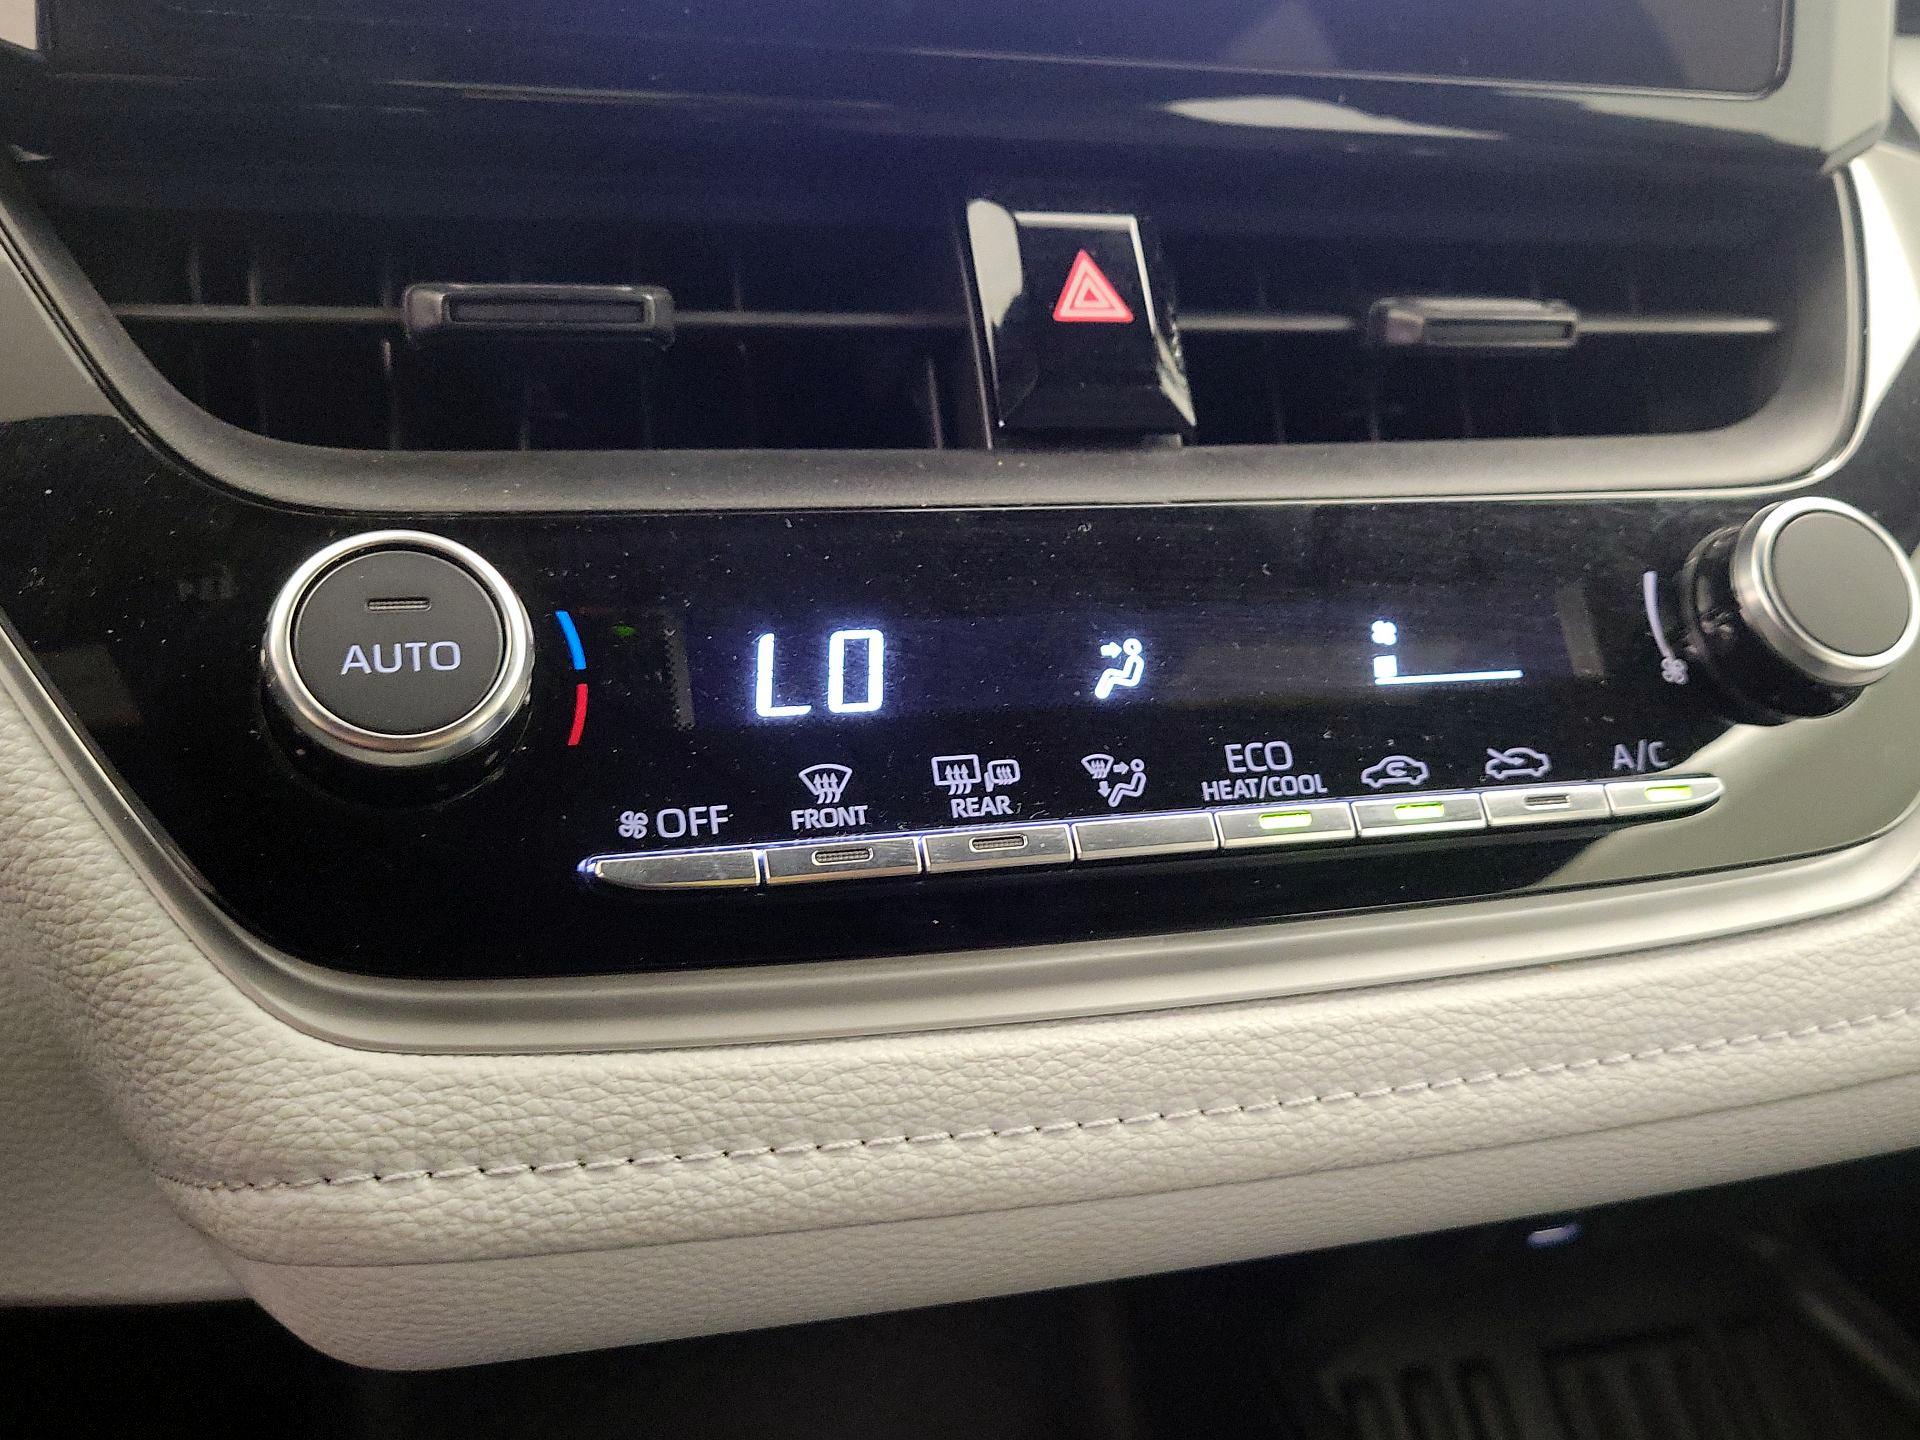 AUTO
LO
OFF
FRONT
REAR
ECO
HEAT/COOL
A/C